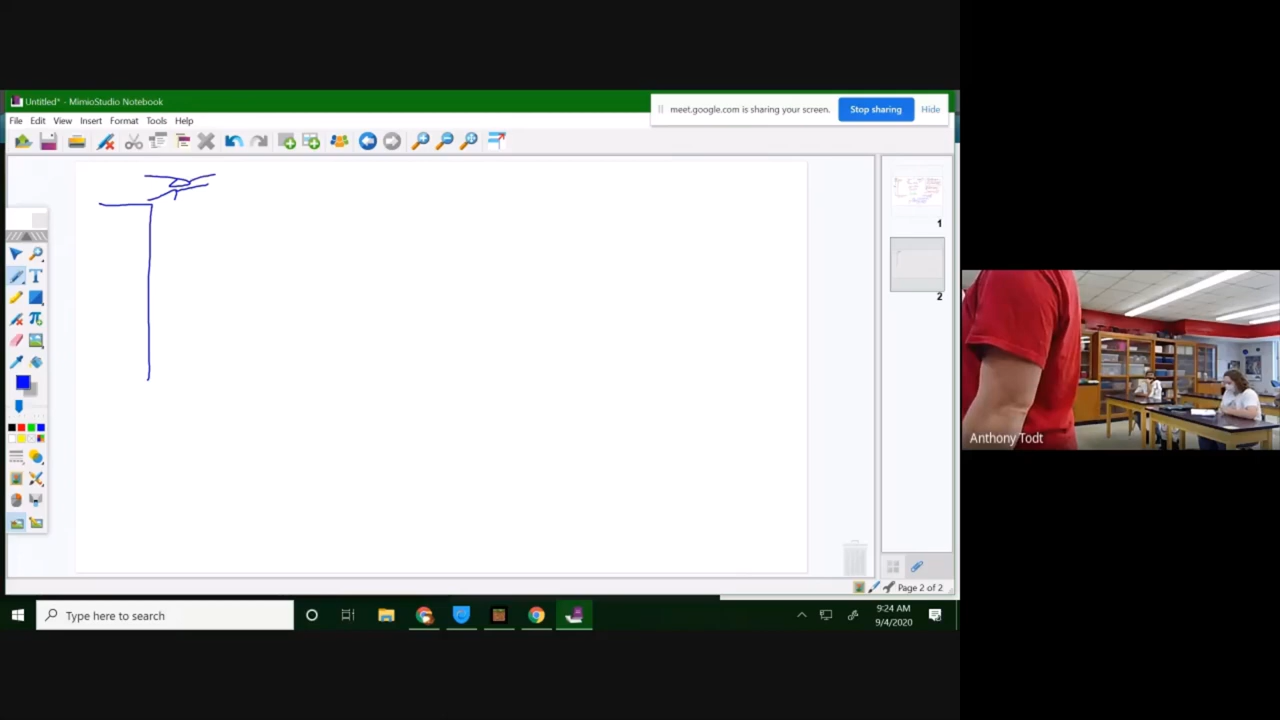 Untitled* - MimioStudio Notebook
meet.google.com is sharing your screen.
Stop sharing
Hide
File Edit View Insert Format Tools Help
1
2
Anthony Todt
Page 2 of 2
Type here to search
9:24 AM
9/4/2020